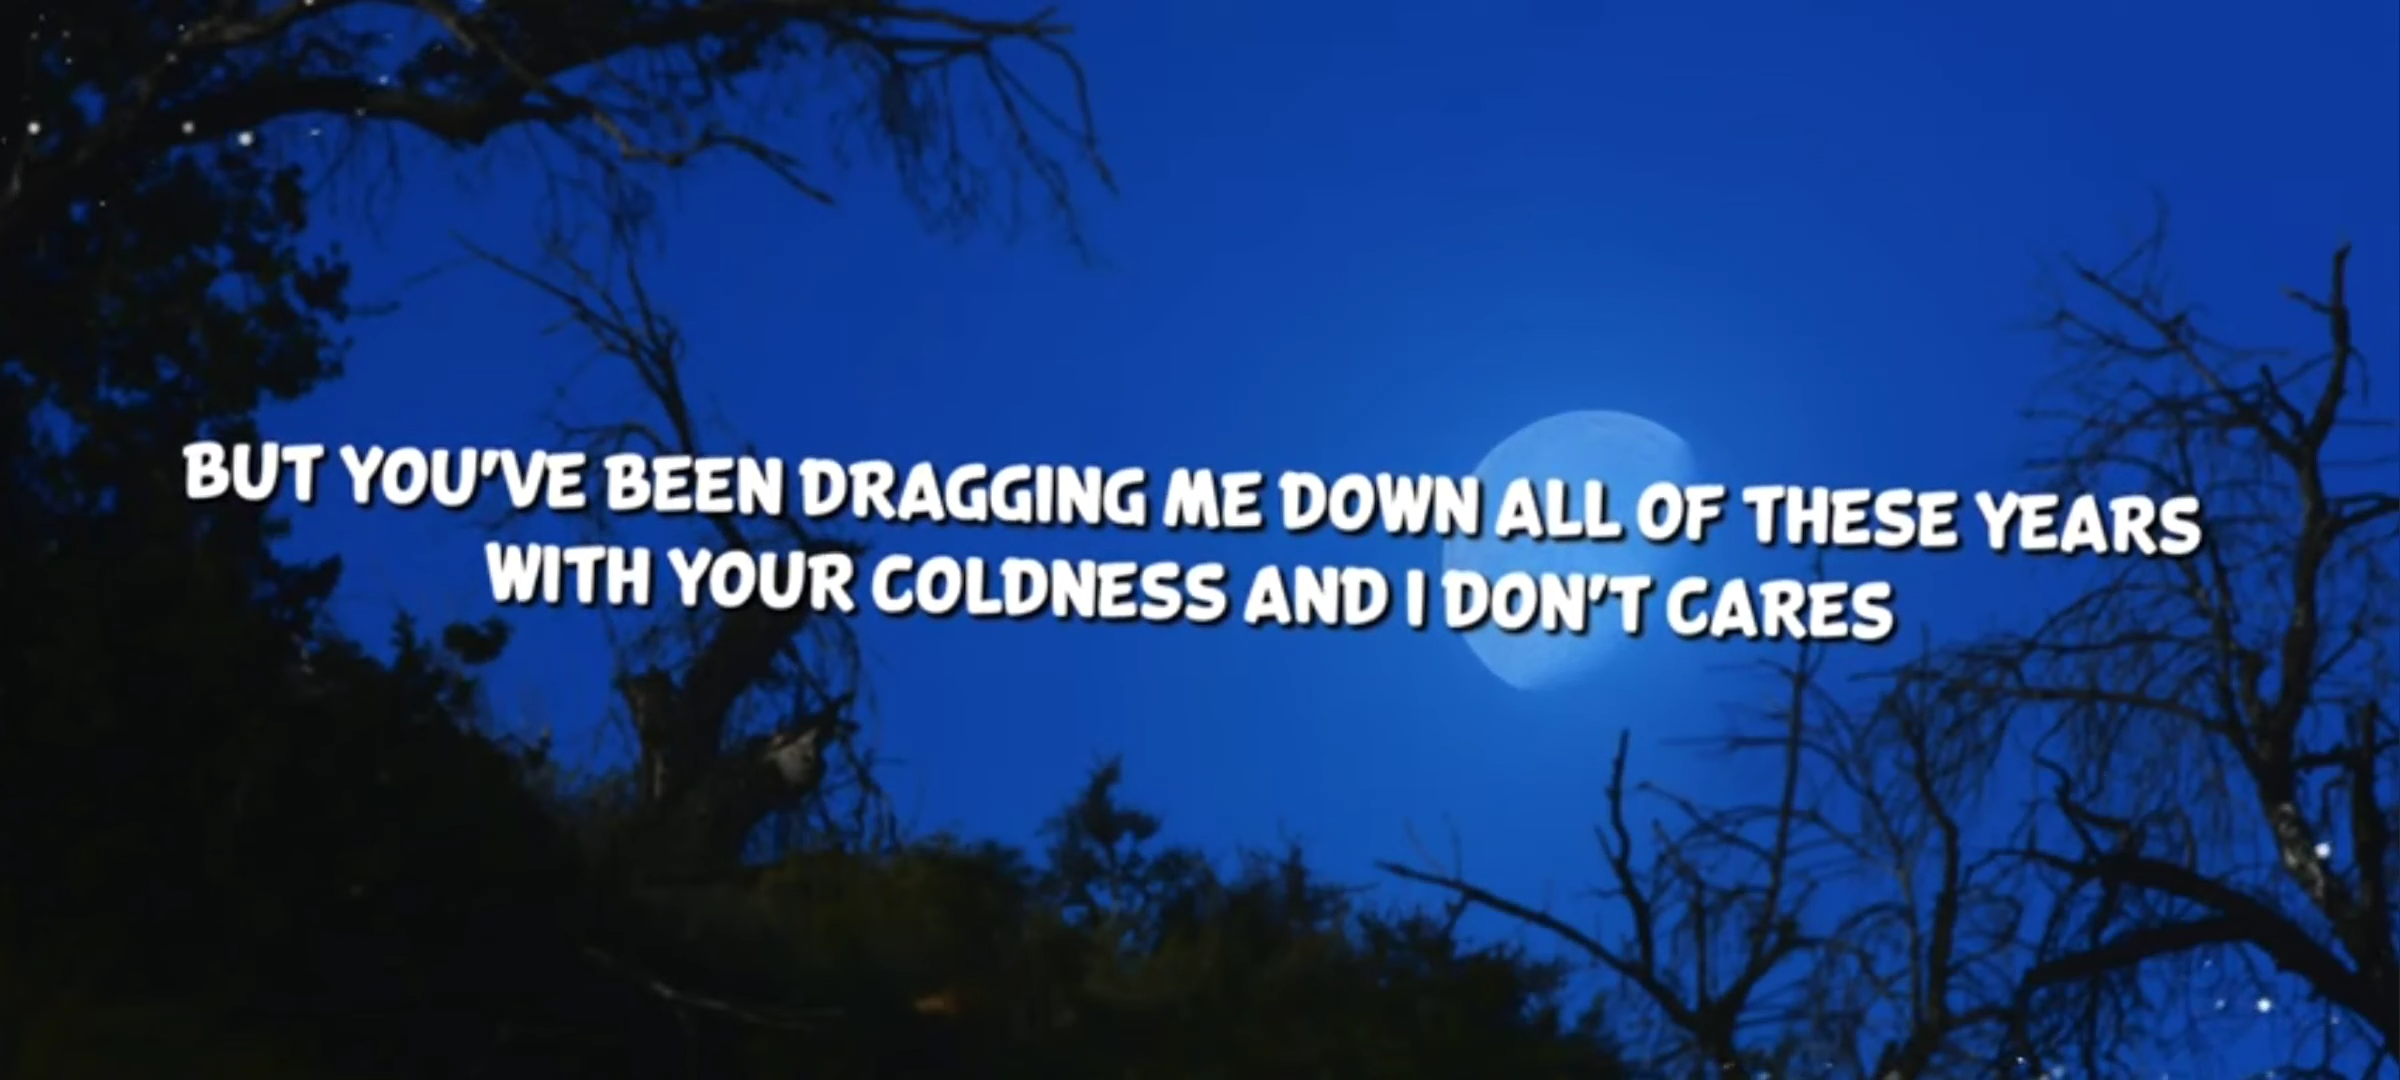 BUT YOU'VE BEEN DRAGGING ME DOWN ALL OF THESE YEARS
WITH YOUR COLDNESS AND I DON'T CARES